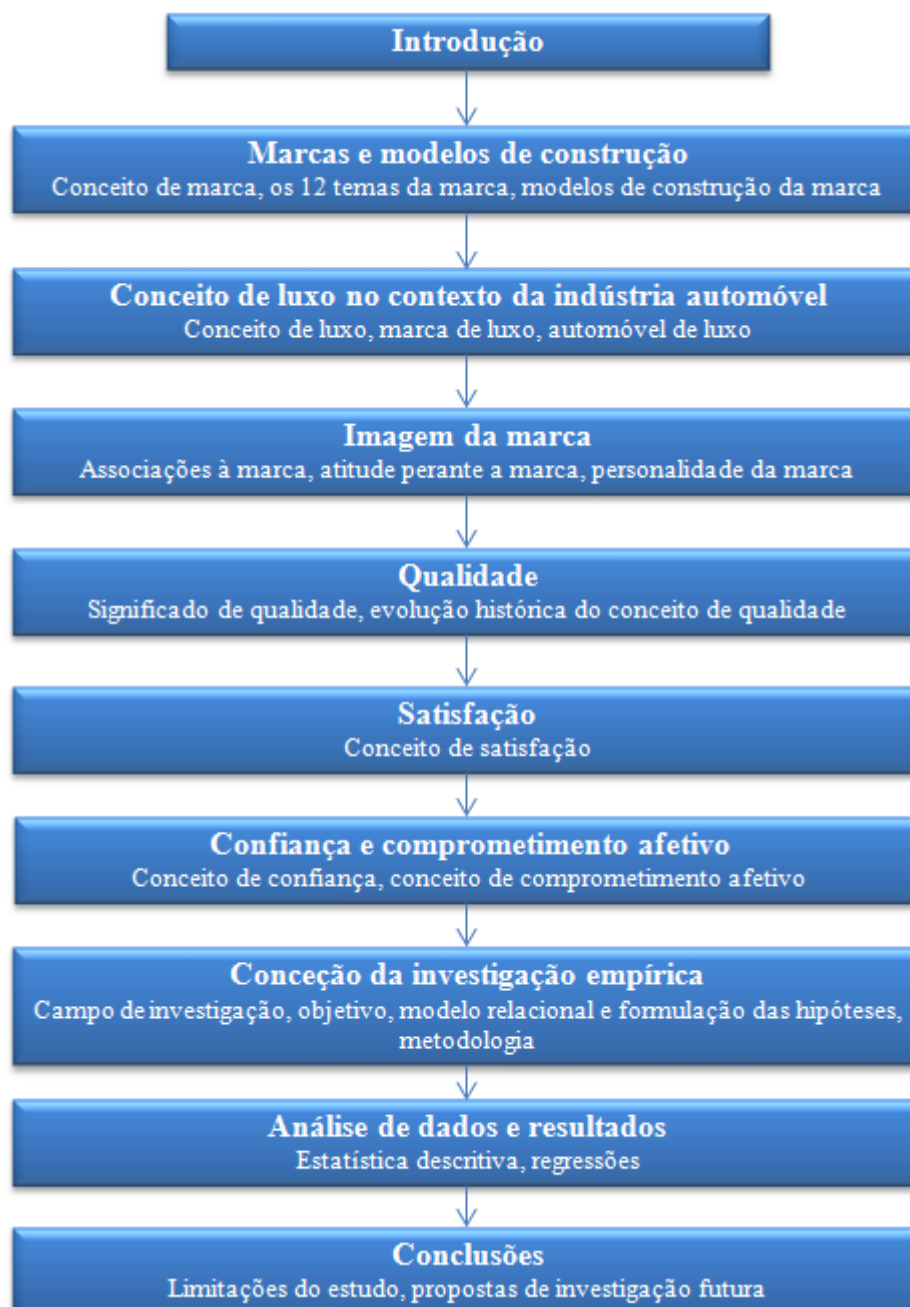 Introdução
Marcas e modelos de construção
Conceito de marca, os 12 temas da marca, modelos de construção da marca
Conceito de luxo no contexto da indústria automóvel
Conceito de luxo, marca de luxo, automóvel de luxo
Imagem da marca
Associações à marca, atitude perante a marca, personalidade da marca
Qualidade
Significado de qualidade, evolução histórica do conceito de qualidade
Satisfação
Conceito de satisfação
Confiança e comprometimento afetivo
Conceito de confiança, conceito de comprometimento afetivo
Conceção da investigação empírica
Campo de investigação, objetivo, modelo relacional e formulação das hipóteses,
metodologia
Análise de dados e resultados
Estatística descritiva, regressões
Conclusões
Limitações do estudo, propostas de investigação futura